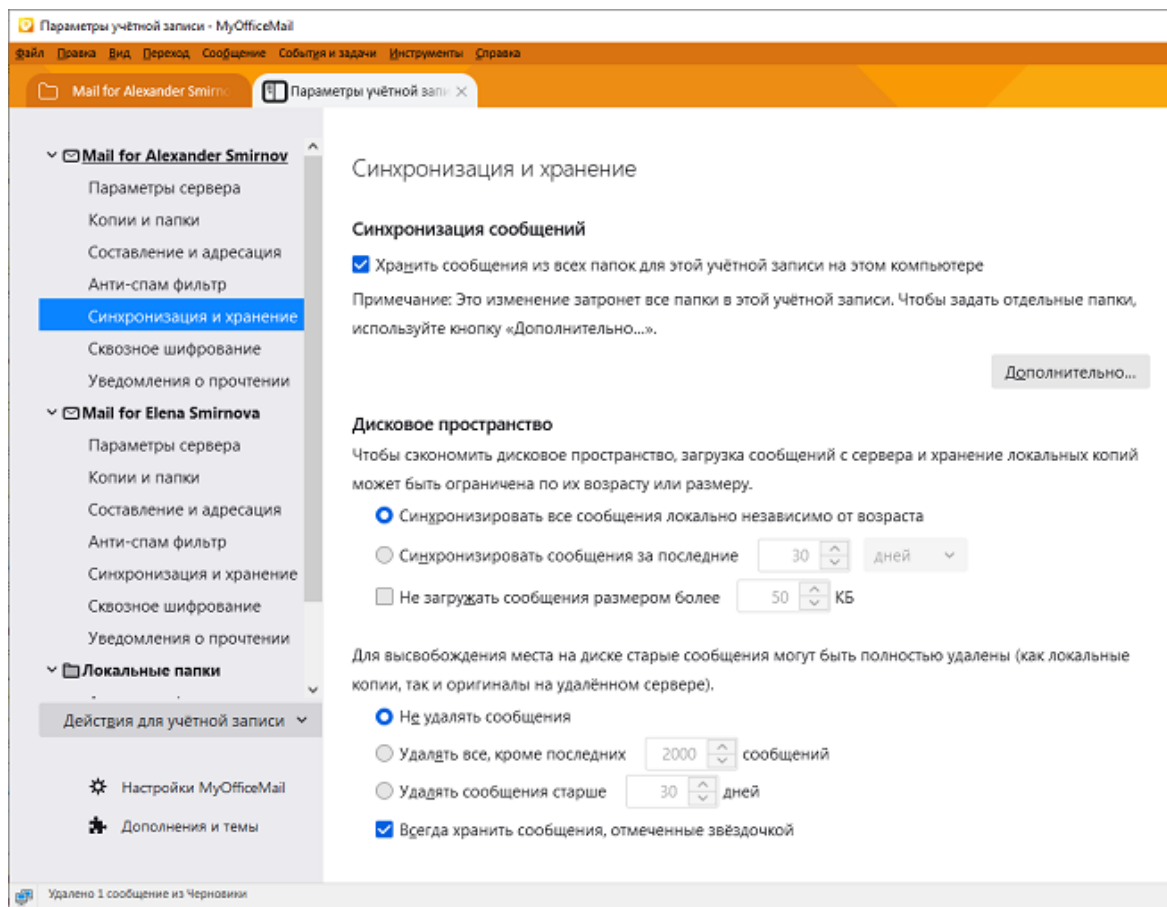 Параметры учётной записи - MyOfficeMail
Файл Правка Вид Переход Сообщение События и задачи Инструменты Справка
Mail for Alexander Smirno
Параметры учётной запи
Mail for Alexander Smirnov
Параметры сервера
Копии и папки
Составление и адресация
Анти-спам фильтр
Синхронизация и хранение
Сквозное шифрование
Уведомления о прочтении
Mail for Elena Smirnova
Параметры сервера
Копии и папки
Составление и адресация
Анти-спам фильтр
Синхронизация и хранение
Сквозное шифрование
Уведомления о прочтении
Локальные папки
Действия для учётной записи
Настройки MyOfficeMail
Дополнения и темы
Синхронизация и хранение
Синхронизация сообщений
Хранить сообщения из всех папок для этой учётной записи на этом компьютере
Примечание: Это изменение затронет все папки в этой учётной записи. Чтобы задать отдельные папки,
используйте кнопку «Дополнительно...».
Дополнительно...
Дисковое пространство
Чтобы сэкономить дисковое пространство, загрузка сообщений с сервера и хранение локальных копий
может быть ограничена по их возрасту или размеру.
Синхронизировать все сообщения локально независимо от возраста
Синхронизировать сообщения за последние 30 дней
Не загружать сообщения размером более 50 КБ
Для высвобождения места на диске старые сообщения могут быть полностью удалены (как локальные
копии, так и оригиналы на удалённом сервере).
Не удалять сообщения
Удалять все, кроме последних 2000 сообщений
Удалять сообщения старше 30 дней
Всегда хранить сообщения, отмеченные звёздочкой
Удалено 1 сообщение из Черновики